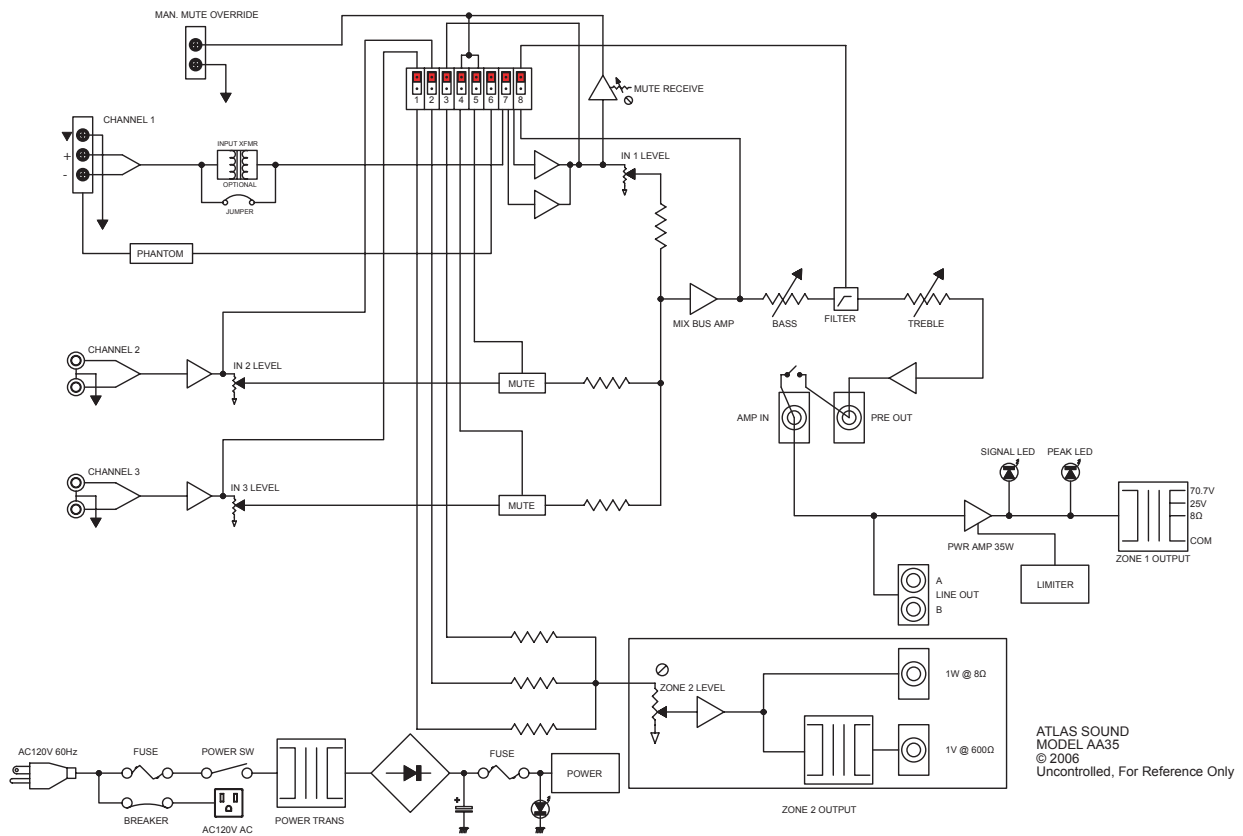 MAN. MUTE OVERRIDE
MUTE RECEIVE
1 2 3 4 5 6 7 8
CHANNEL 1
+
-
INPUT XFMR
OPTIONAL
JUMPER
IN 1 LEVEL
PHANTOM
MIX BUS AMP
BASS
FILTER
TREBLE
CHANNEL 2
IN 2 LEVEL
MUTE
AMP IN
PRE OUT
CHANNEL 3
IN 3 LEVEL
MUTE
SIGNAL LED
PEAK LED
70.7V
25V
8Ω
COM
PWR AMP 35W
ZONE 1 OUTPUT
LIMITER
A
LINE OUT
B
ZONE 2 LEVEL
1W @ 8Ω
1V @ 600Ω
ZONE 2 OUTPUT
AC120V 60Hz
FUSE
POWER SW
FUSE
POWER
+
BREAKER
AC120V AC
POWER TRANS
ATLAS SOUND
MODEL AA35
© 2006
Uncontrolled, For Reference Only